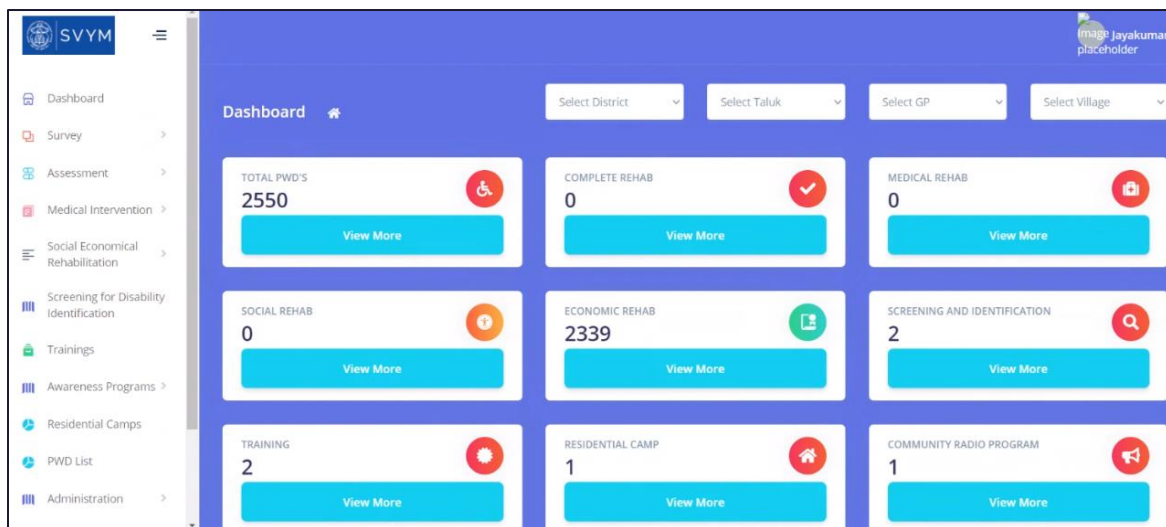 SVYM
Image Jayakumar
placeholder
Dashboard
Survey
Assessment
Medical Intervention
Social Economical
Rehabilitation
Screening for Disability
Identification
Trainings
Awareness Programs
Residential Camps
PWD List
Administration
Dashboard
Select District
Select Taluk
Select GP
Select Village
TOTAL PWD'S
2550
View More
COMPLETE REHAB
0
View More
MEDICAL REHAB
0
View More
SOCIAL REHAB
0
View More
ECONOMIC REHAB
2339
View More
SCREENING AND IDENTIFICATION
2
View More
TRAINING
2
View More
RESIDENTIAL CAMP
1
View More
COMMUNITY RADIO PROGRAM
1
View More